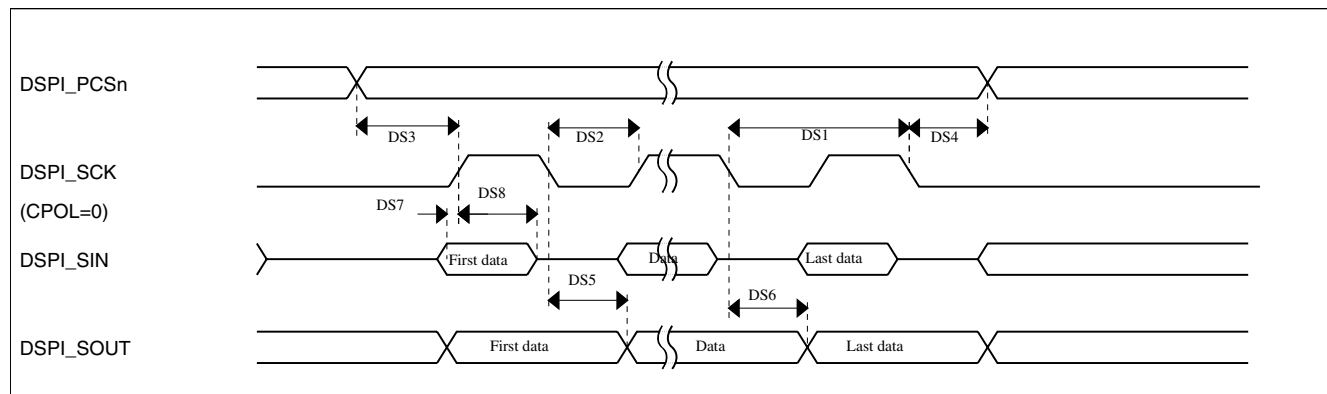 DSPI_PCSn
DS3
DS2
DS1
DS4
DSPI_SCK
(CPOL=0)
DS7
DS8
DSPI_SIN
First data
Data
Last data
DS5
DS6
DSPI_SOUT
First data
Data
Last data